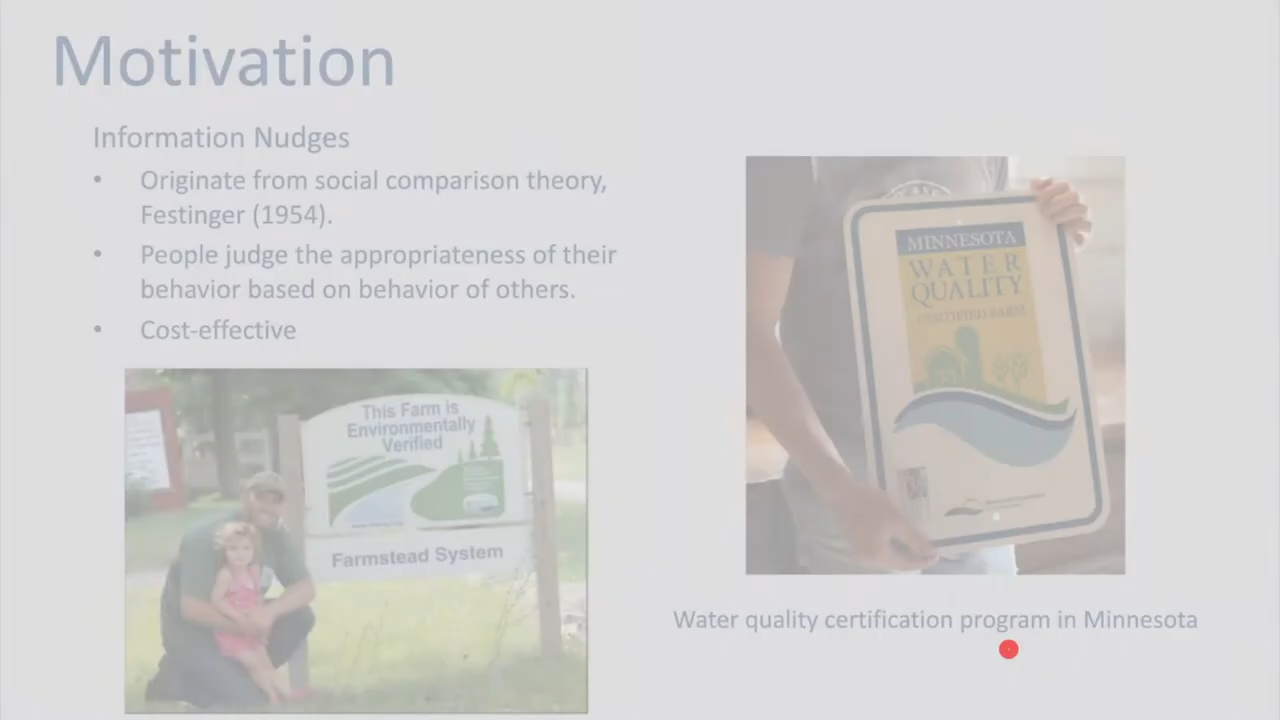 Motivation
Information Nudges
• Originate from social comparison theory,
Festinger (1954).
• People judge the appropriateness of their
behavior based on behavior of others.
• Cost-effective
This Farm is
Environmentally
Verified
Farmstead System
MINNESOTA
WATER
QUALITY
CERTIFIED FARM
Water quality certification program in Minnesota